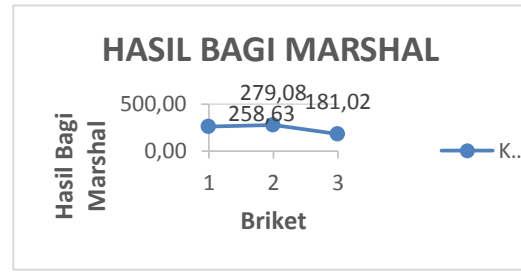 HASIL BAGI MARSHAL
279,08
181,02
258,63
500,00
0,00
Hasil Bagi
Marshal
1 2 3
Briket
K..